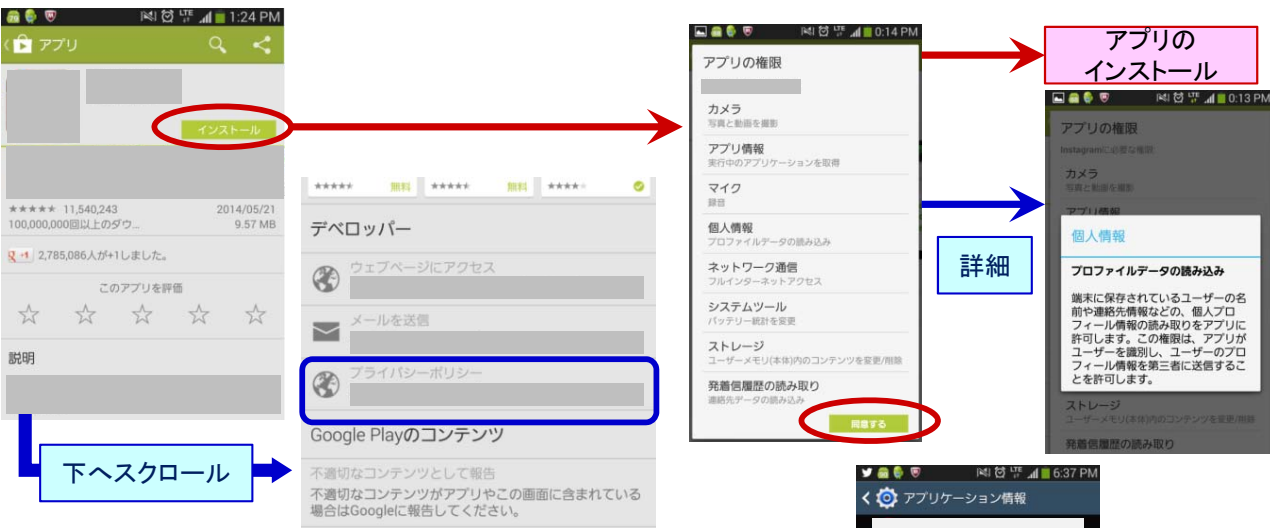 1:24 PM
アプリ
インストール
★★★★★ 11,540,243
2014/05/21
100,000,000回以上のダウ...
9.57 MB
+1 2,785,086人が+1しました。
このアプリを評価
説明
下へスクロール
無料
無料
デベロッパー
ウェブページにアクセス
メールを送信
プライバシーポリシー
Google Playのコンテンツ
不適切なコンテンツとして報告
不適切なコンテンツがアプリやこの画面に含まれている
場合はGoogleに報告してください。
LTE 0:14 PM
アプリの権限
カメラ
写真と動画を撮影
アプリ情報
実行中のアプリケーションを取得
マイク
録音
個人情報
プロファイルデータの読み込み
ネットワーク通信
フルインターネットアクセス
システムツール
バッテリー統計を変更
ストレージ
ユーザーメモリ(本体)内のコンテンツを変更/削除
発着信履歴の読み取り
連絡先データの読み込み
同意する
アプリの
インストール
詳細
LTE 0:13 PM
アプリの権限
Instagramに必要な権限:
カメラ
写真と動画を撮影
アプリ情報
個人情報
プロファイルデータの読み込み
端末に保存されているユーザーの名
前や連絡先情報などの、個人プロ
フィール情報の読み取りをアプリに
許可します。この権限は、アプリが
ユーザーを識別し、ユーザーのプロ
フィール情報を第三者に送信するこ
とを許可します。
ストレージ
ユーザーメモリ(本体)内のコンテンツを変更/削除
発着信履歴の読み取り
LTE 6:37 PM
アプリケーション情報